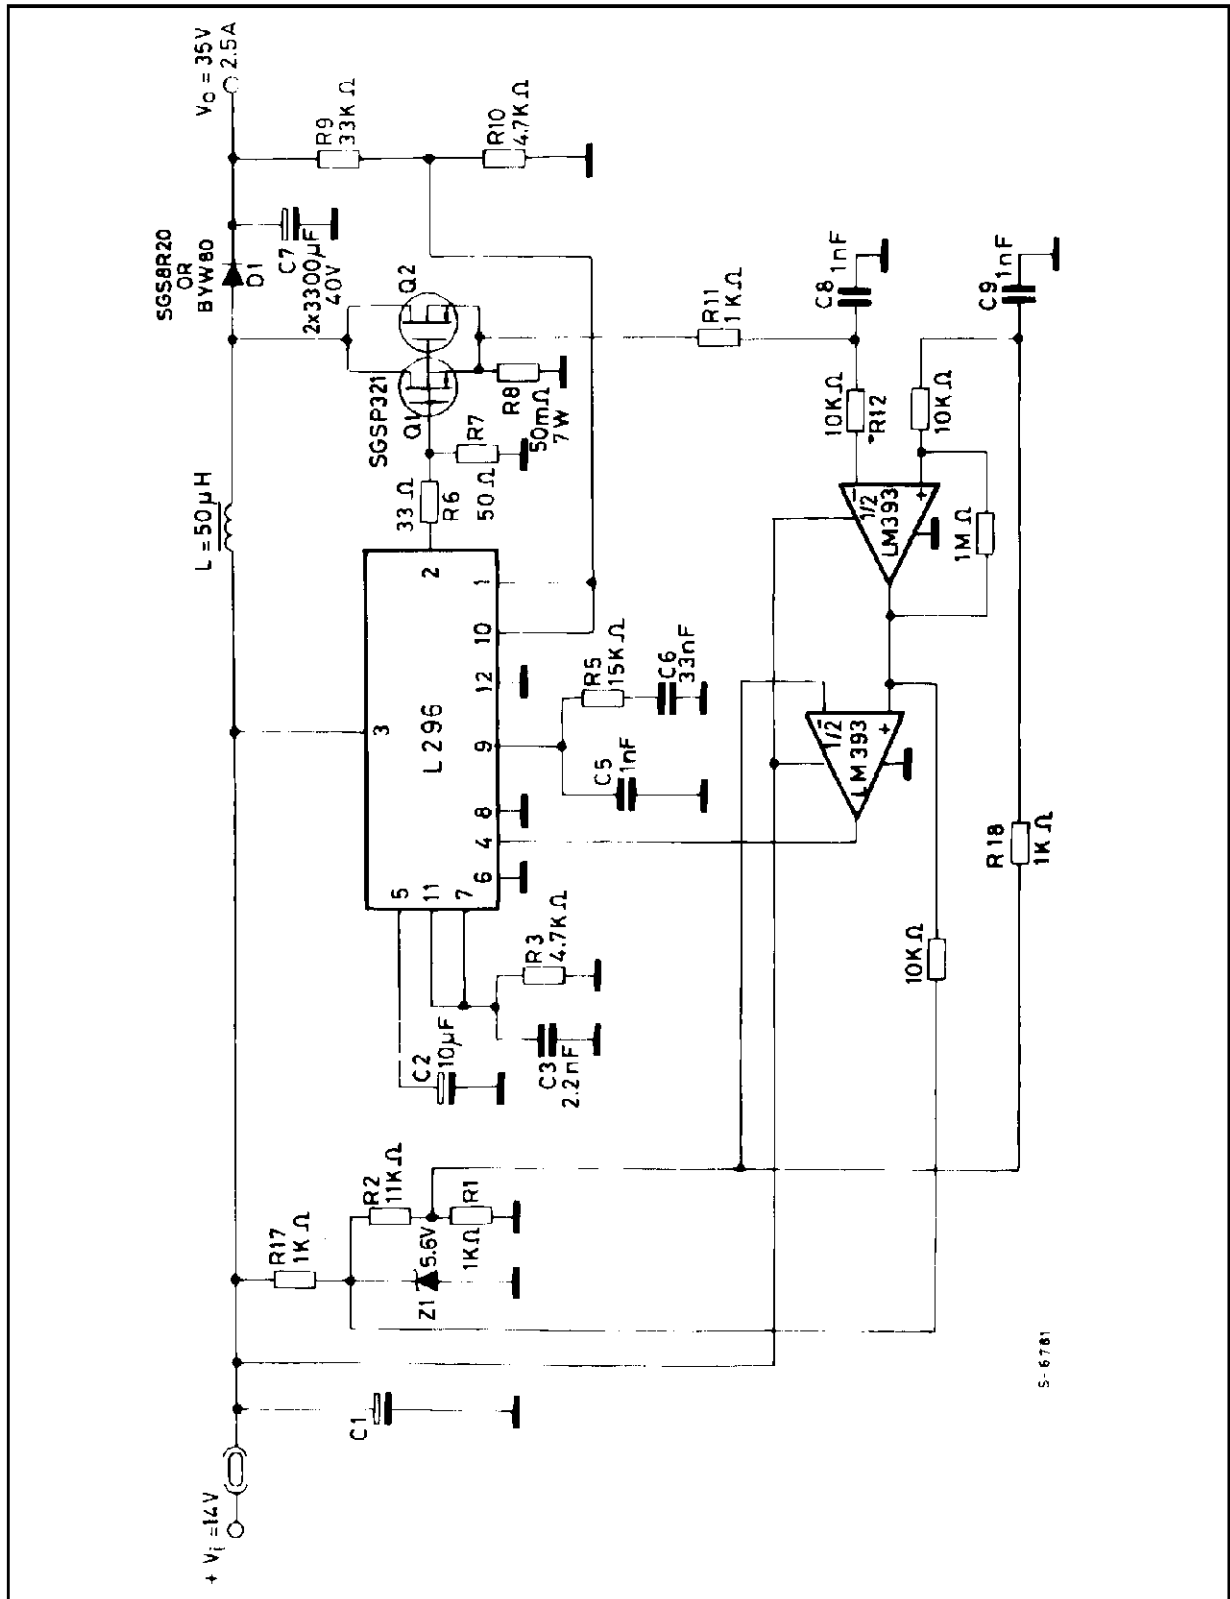 + Vi =14V
C1
R17
1KΩ
Z1
5.6V
R2
11KΩ
R1
1KΩ
C2
10μF
C3
2.2nF
R3
4.7KΩ
L=50μH
L296
3
5
11
7
6
4
8
9
12
10
1
2
C5
1nF
R5
15KΩ
C6
33nF
33Ω
R6
R7
50Ω
SGSP321
Q1
Q2
R8
50mΩ
7W
SGS8R20
OR
BYW80
D1
C7
2x3300μF
40V
Vo = 35V
2.5A
R9
33KΩ
R10
4.7KΩ
R11
1KΩ
C8
1nF
10KΩ
R12
10KΩ
C9
1nF
1/2
LM393
−
+
1MΩ
1/2
LM393
−
+
10KΩ
R18
1KΩ
S-6781